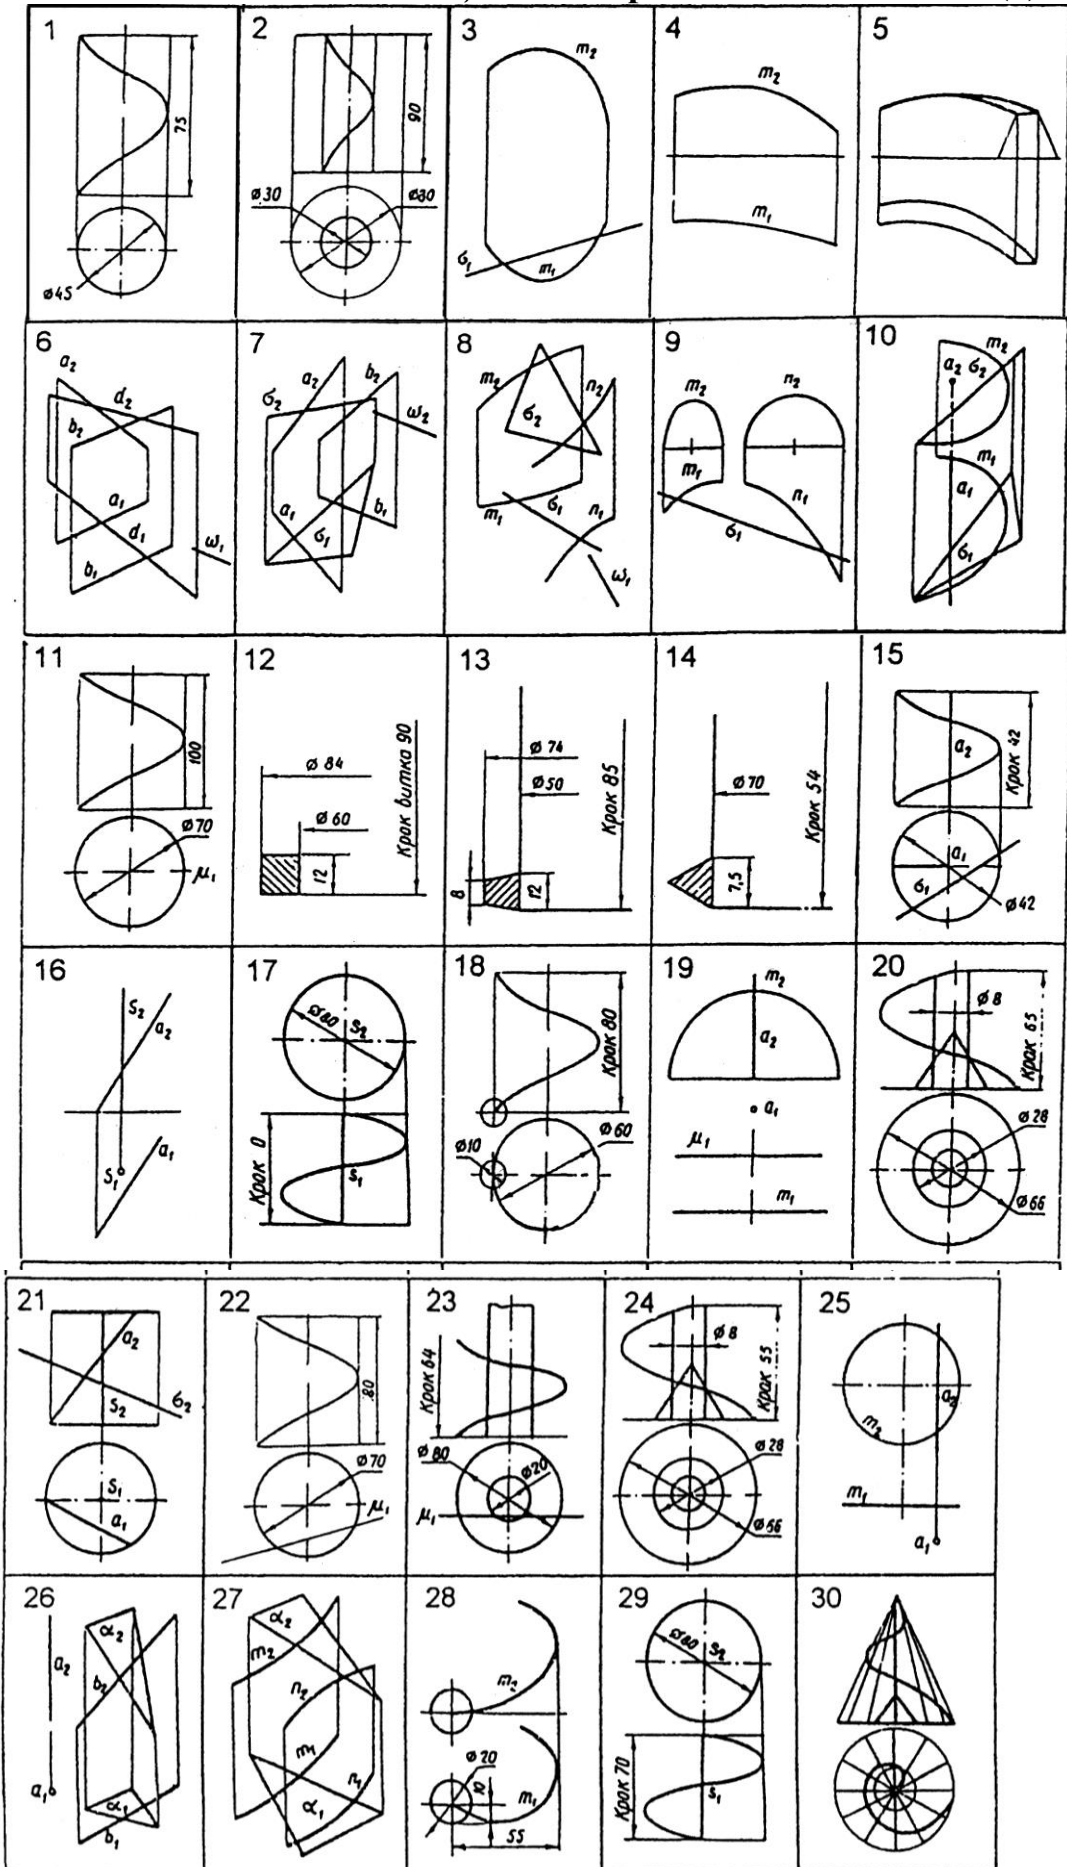 1
75
ø45
2
90
ø30
ø80
3
m₂
σ₁
m₁
4
m₂
m₁
5
6
a₂
d₂
b₂
a₁
d₁
b₁
ω₁
7
a₂
b₂
σ₂
ω₂
a₁
σ₁
b₁
8
m₂
n₂
σ₂
m₁
σ₁
n₁
ω₁
9
m₂
n₂
m₁
n₁
σ₁
10
m₂
a₂
σ₂
m₁
a₁
σ₁
11
100
ø70
μ₁
12
ø84
ø60
12
Крок витка 90
13
ø74
ø50
8
12
Крок 85
14
ø70
7,5
Крок 54
15
a₂
Крок 42
a₁
σ₁
ø42
16
S₂
a₂
a₁
S₁
17
ø80
S₂
Крок 0
S₁
18
Крок 80
ø10
ø60
19
m₂
a₂
a₁
μ₁
m₁
20
ø8
Крок 65
ø28
ø66
21
a₂
S₂
σ₂
S₁
a₁
22
80
ø70
μ₁
23
Крок 64
ø80
ø20
μ₁
24
ø8
Крок 55
ø28
ø66
25
a₂
m₂
m₁
a₁
26
α₂
a₂
b₂
a₁
α₁
b₁
27
α₂
m₂
n₂
m₁
n₁
α₁
28
m₂
ø20
10
m₁
55
29
ø80
S₂
Крок 70
S₁
30